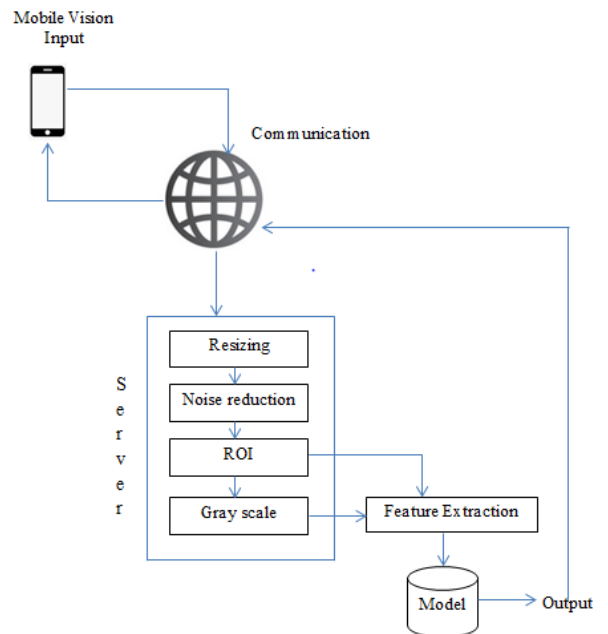 Mobile Vision
Input
Communication
Resizing
Noise reduction
ROI
Gray scale
S
e
r
v
e
r
Feature Extraction
Model
Output